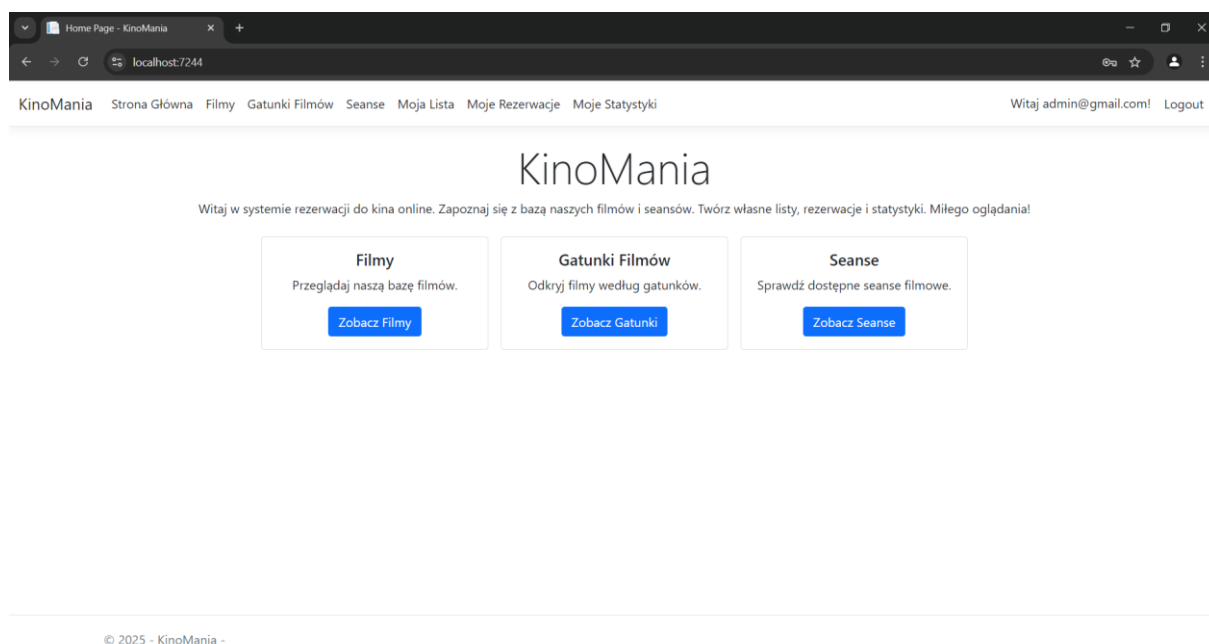 Home Page - KinoMania
localhost:7244
KinoMania Strona Główna Filmy Gatunki Filmów Seanse Moja Lista Moje Rezerwacje Moje Statystyki Witaj admin@gmail.com! Logout
KinoMania
Witaj w systemie rezerwacji do kina online. Zapoznaj się z bazą naszych filmów i seansów. Twórz własne listy, rezerwacje i statystyki. Miłego oglądania!
Filmy
Przeglądaj naszą bazę filmów.
Zobacz Filmy
Gatunki Filmów
Odkryj filmy według gatunków.
Zobacz Gatunki
Seanse
Sprawdź dostępne seanse filmowe.
Zobacz Seanse
© 2025 - KinoMania -